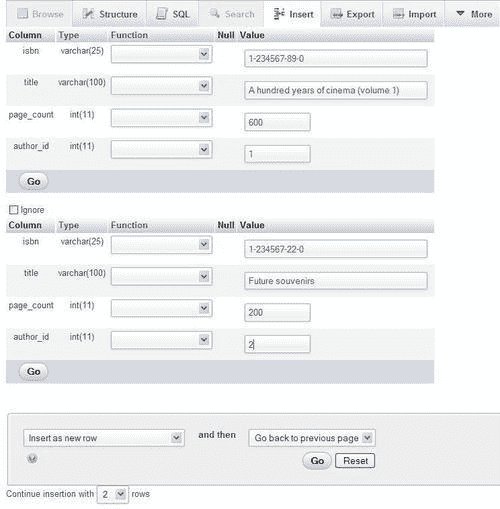 Browse Structure SQL Search Insert Export Import More
Column Type Function Null Value
isbn varchar(25) 1-234567-89-0
title varchar(100) A hundred years of cinema (volume 1)
page_count int(11) 600
author_id int(11) 1
Go
Ignore
Column Type Function Null Value
isbn varchar(25) 1-234567-22-0
title varchar(100) Future souvenirs
page_count int(11) 200
author_id int(11) 2
Go
Insert as new row and then Go back to previous page
Go Reset
Continue insertion with 2 rows